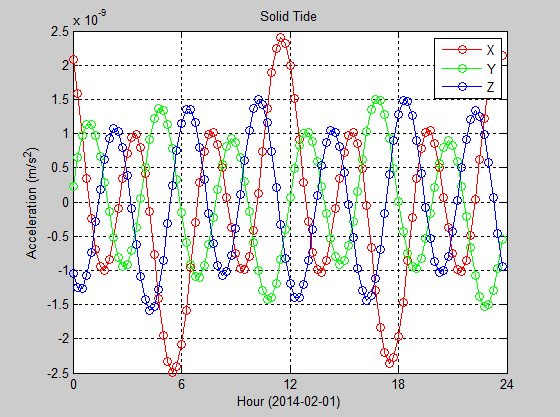 Solid Tide
x 10^-9
2.5
2
1.5
1
0.5
0
-0.5
-1
-1.5
-2
-2.5
Acceleration (m/s²)
X
Y
Z
0 6 12 18 24
Hour (2014-02-01)